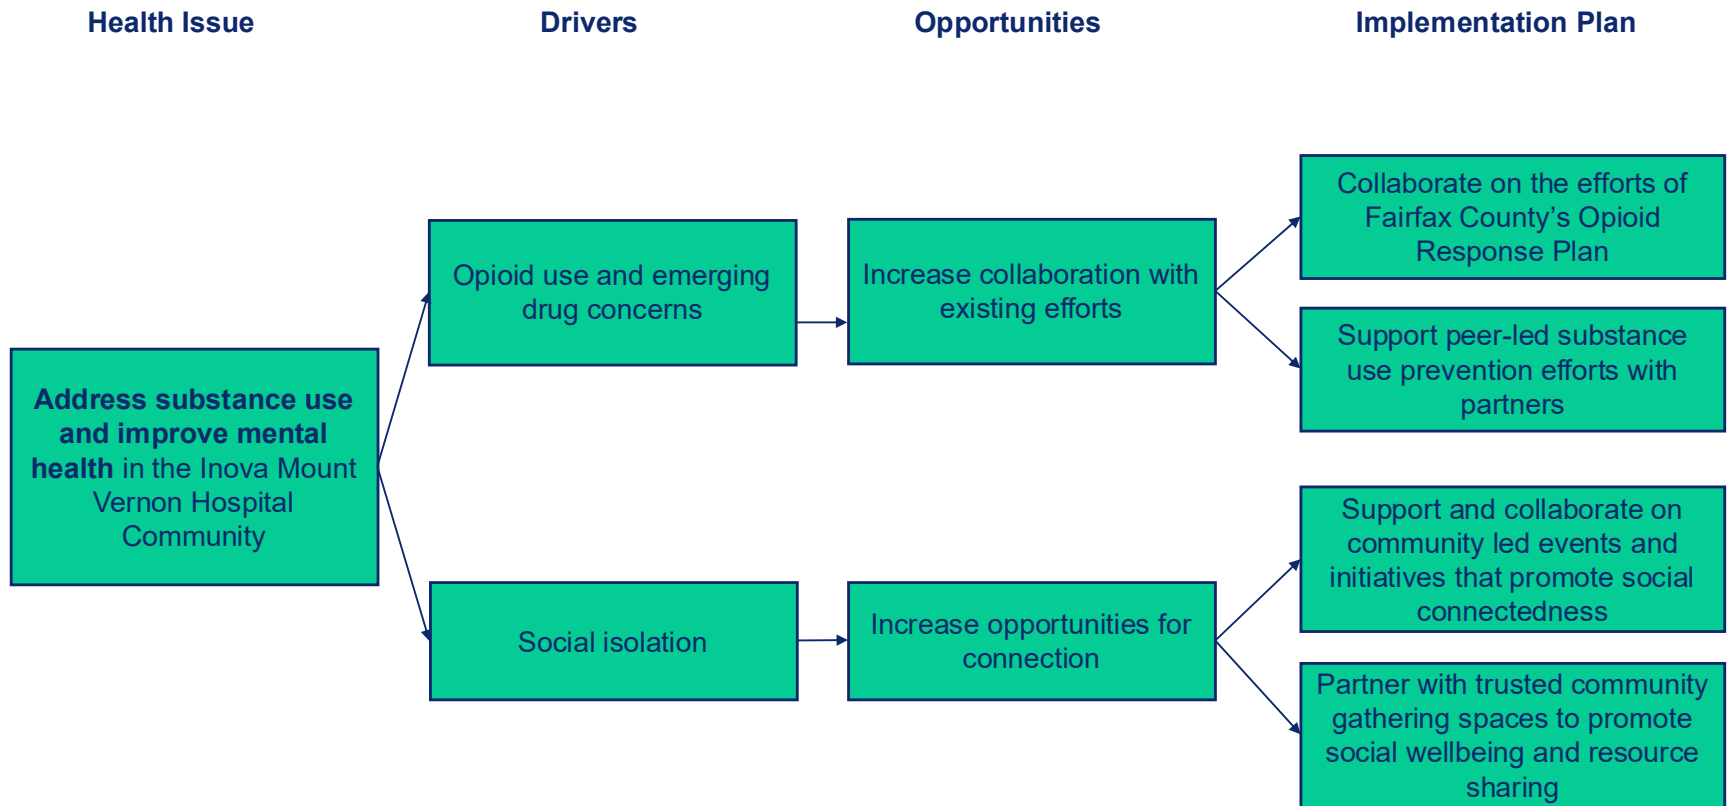 Health Issue
Drivers
Opportunities
Implementation Plan
Address substance use
and improve mental
health in the Inova Mount
Vernon Hospital
Community
Opioid use and emerging
drug concerns
Increase collaboration with
existing efforts
Collaborate on the efforts of
Fairfax County’s Opioid
Response Plan
Support peer-led substance
use prevention efforts with
partners
Social isolation
Increase opportunities for
connection
Support and collaborate on
community led events and
initiatives that promote social
connectedness
Partner with trusted community
gathering spaces to promote
social wellbeing and resource
sharing